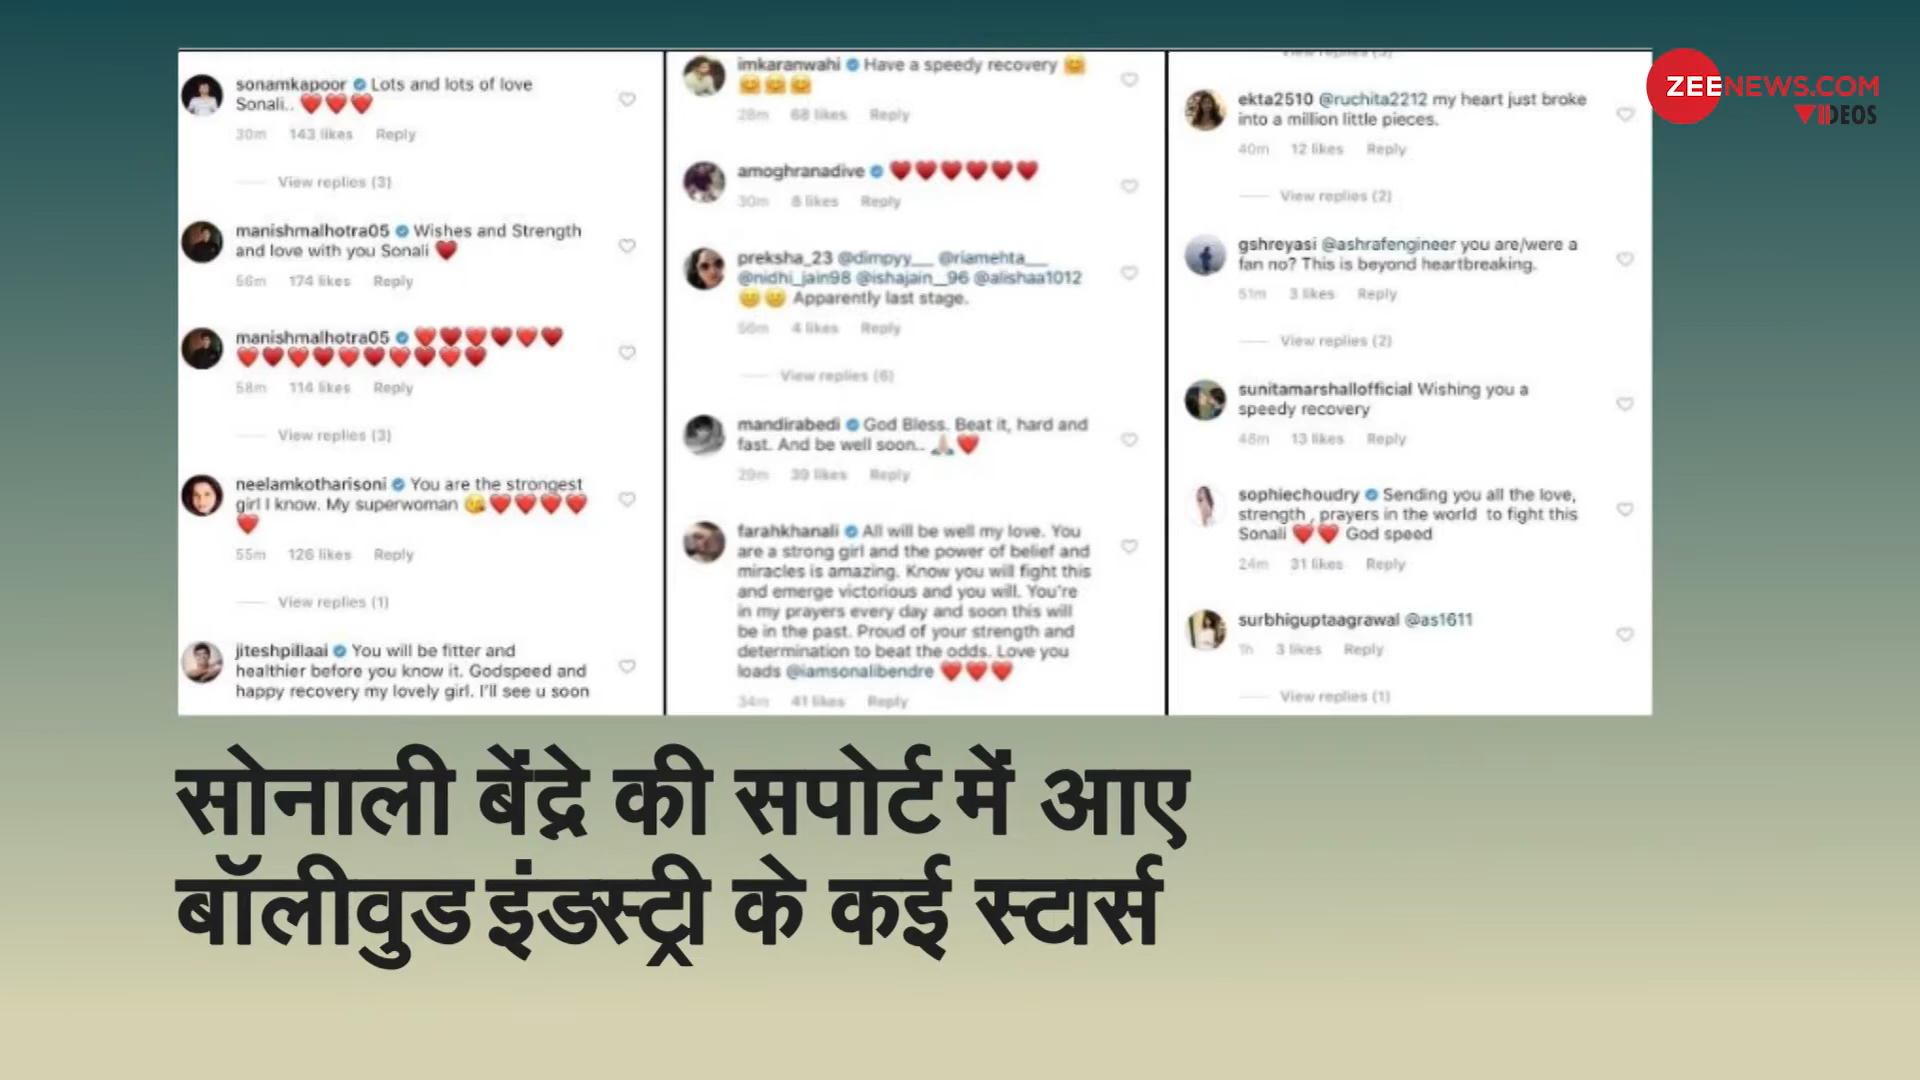 sonamkapoor Lots and lots of love
Sonali.. ❤️❤️❤️
30m 143 likes Reply
View replies (3)
manishmalhotra05 Wishes and Strength
and love with you Sonali ❤️
56m 174 likes Reply
manishmalhotra05 ❤️❤️❤️❤️❤️❤️
❤️❤️❤️❤️❤️❤️❤️❤️❤️❤️
58m 114 likes Reply
View replies (3)
neelamkotharisoni You are the strongest
girl I know. My superwoman 😘❤️❤️❤️❤️
❤️
55m 126 likes Reply
View replies (1)
jiteshpillaai You will be fitter and
healthier before you know it. Godspeed and
happy recovery my lovely girl. I'll see u soon
imkaranwahi Have a speedy recovery 🤗
🤗🤗🤗
28m 68 likes Reply
amoghranadive ❤️❤️❤️❤️❤️❤️
30m 8 likes Reply
preksha_23 @dimpyy___ @riamehta___
@nidhi_jain98 @ishajain__96 @alishaa1012
Apparently last stage.
56m 4 likes Reply
View replies (6)
mandirabedi God Bless. Beat it, hard and
fast. And be well soon.. 🙏❤️
29m 39 likes Reply
farahkhanali All will be well my love. You
are a strong girl and the power of belief and
miracles is amazing. Know you will fight this
and emerge victorious and you will. You're
in my prayers every day and soon this will
be in the past. Proud of your strength and
determination to beat the odds. Love you
loads @iamsonalibendre ❤️❤️❤️
34m 41 likes Reply
ekta2510 @ruchita2212 my heart just broke
into a million little pieces.
40m 12 likes Reply
View replies (2)
gshreyasi @ashrafengineer you are/were a
fan no? This is beyond heartbreaking.
51m 3 likes Reply
View replies (2)
sunitamarshallofficial Wishing you a
speedy recovery
48m 13 likes Reply
sophiechoudry Sending you all the love,
strength , prayers in the world to fight this
Sonali ❤️❤️ God speed
24m 31 likes Reply
surbhiguptaagrawal @as1611
1h 3 likes Reply
View replies (1)
ZEENEWS.COM
VIDEOS
सोनाली बेंद्रे की सपोर्ट में आए
बॉलीवुड इंडस्ट्री के कई स्टार्स